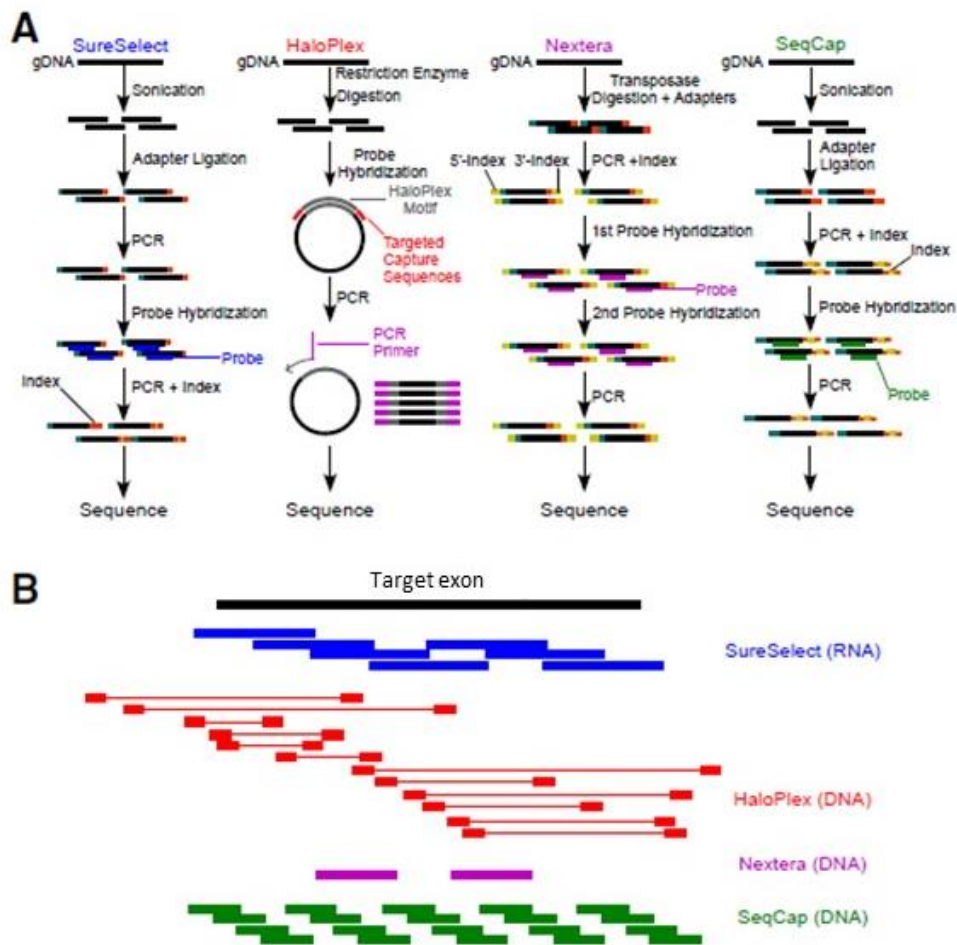 A
SureSelect
gDNA
Sonication
Adapter Ligation
PCR
Probe Hybridization
Probe
Index
PCR + Index
Sequence
HaloPlex
gDNA
Restriction Enzyme
Digestion
Probe
Hybridization
HaloPlex
Motif
Targeted
Capture
Sequences
PCR
PCR
Primer
Sequence
Nextera
gDNA
Transposase
Digestion + Adapters
5'-Index
3'-Index
PCR +Index
1st Probe Hybridization
Probe
2nd Probe Hybridization
PCR
Sequence
SeqCap
gDNA
Sonication
Adapter
Ligation
PCR + Index
Index
Probe Hybridization
PCR
Probe
Sequence
B
Target exon
SureSelect (RNA)
HaloPlex (DNA)
Nextera (DNA)
SeqCap (DNA)